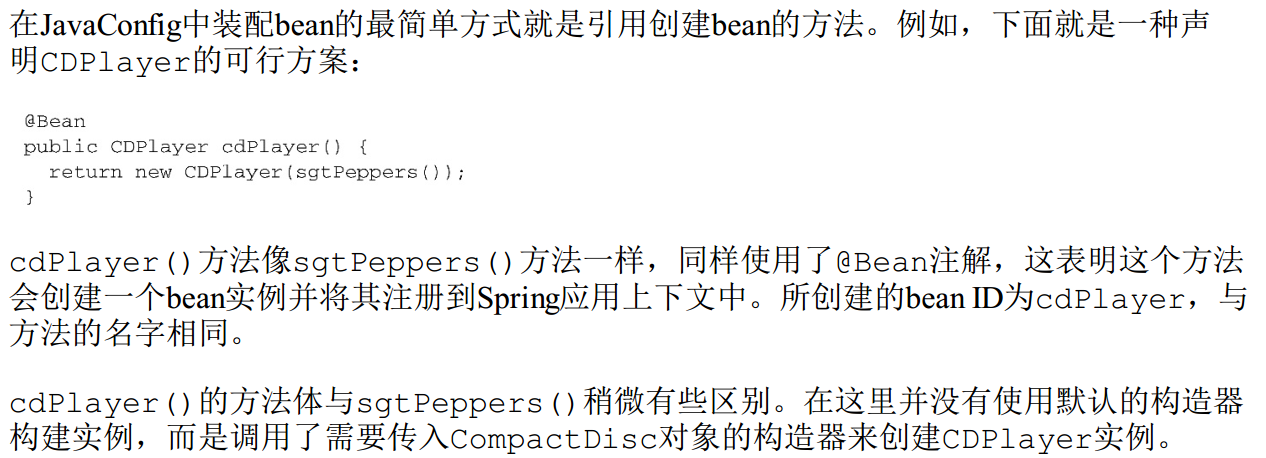 在JavaConfig中装配bean的最简单方式就是引用创建bean的方法。例如，下面就是一种声
明CDPlayer的可行方案：
@Bean
public CDPlayer cdPlayer() {
  return new CDPlayer(sgtPeppers());
}
cdPlayer()方法像sgtPeppers()方法一样，同样使用了@Bean注解，这表明这个方法
会创建一个bean实例并将其注册到Spring应用上下文中。所创建的bean ID为cdPlayer，与
方法的名字相同。
cdPlayer()的方法体与sgtPeppers()稍微有些区别。在这里并没有使用默认的构造器
构建实例，而是调用了需要传入CompactDisc对象的构造器来创建CDPlayer实例。